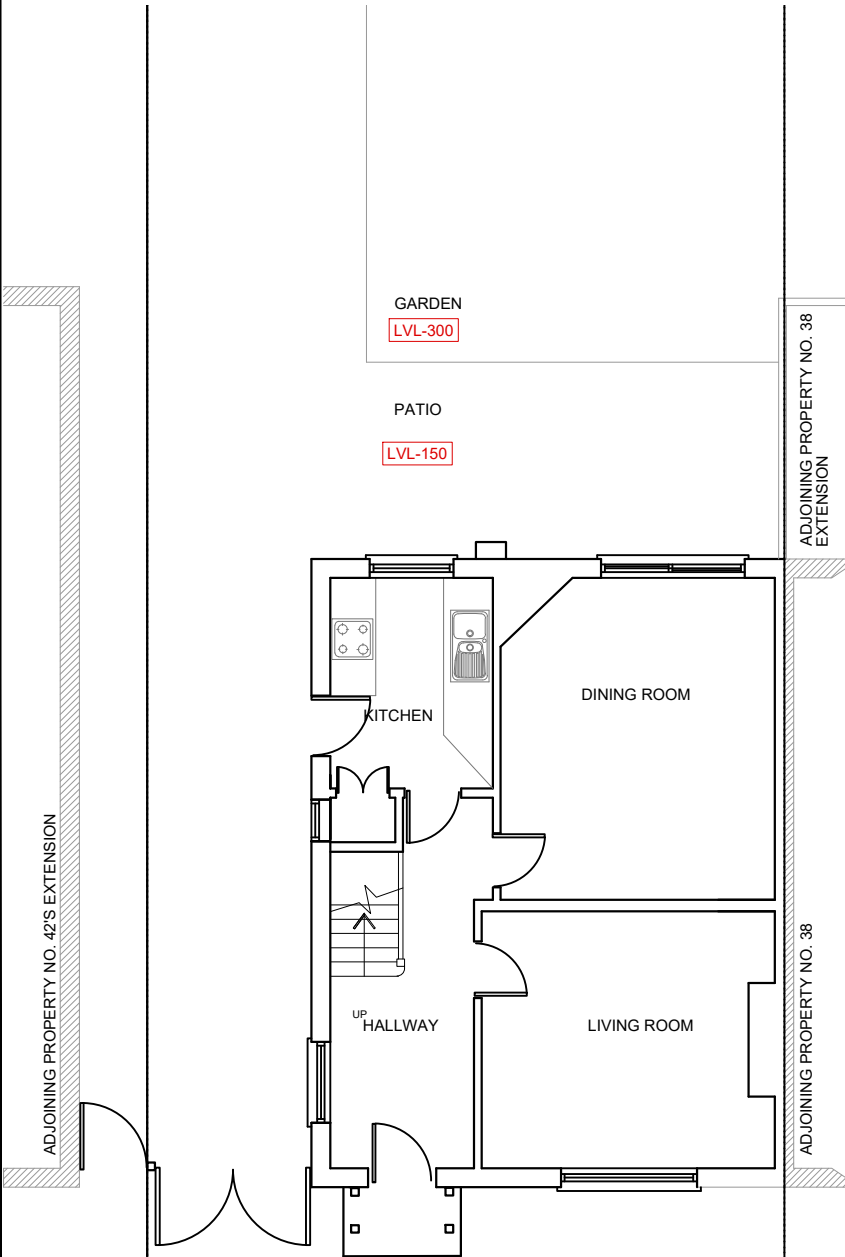 GARDEN
LVL-300
PATIO
LVL-150
ADJOINING PROPERTY NO. 38
EXTENSION
DINING ROOM
KITCHEN
ADJOINING PROPERTY NO. 42'S EXTENSION
UP
HALLWAY
LIVING ROOM
ADJOINING PROPERTY NO. 38